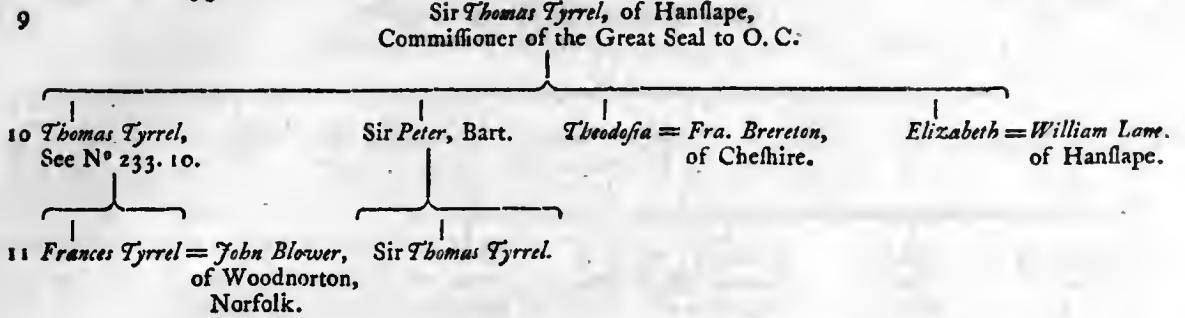 9
Sir Thomas Tyrrel, of Hanſlape,
Commiſſioner of the Great Seal to O. C.
10 Thomas Tyrrel,
See Nº 233. 10.
Sir Peter, Bart.
Theodoſia = Fra. Brereton,
of Cheſhire.
Elizabeth = William Lane.
of Hanſlape.
11 Frances Tyrrel = John Blower,
of Woodnorton,
Norfolk.
Sir Thomas Tyrrel.